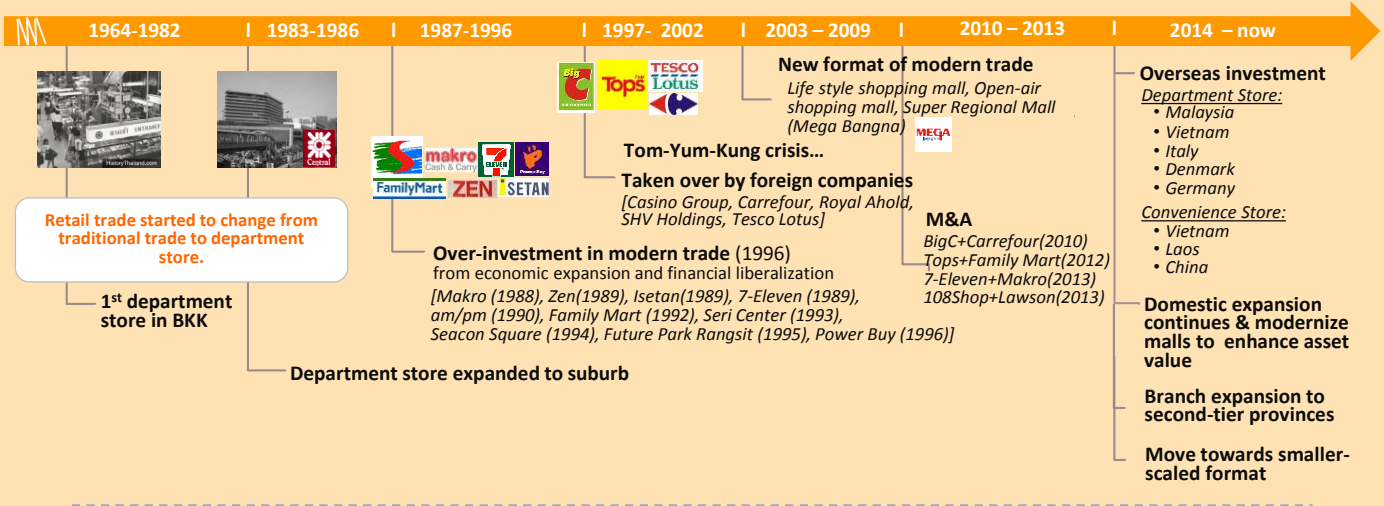 1964-1982
1983-1986
1987-1996
1997- 2002
2003 – 2009
2010 – 2013
2014 – now
HistoryThailand.com
Retail trade started to change from
traditional trade to department
store.
1st department
store in BKK
Central
Department store expanded to suburb
makro
Cash & Carry
7
ELEVEN
Power Buy
FamilyMart
ZEN
ISETAN
Over-investment in modern trade (1996)
from economic expansion and financial liberalization
[Makro (1988), Zen(1989), Isetan(1989), 7-Eleven (1989),
am/pm (1990), Family Mart (1992), Seri Center (1993),
Seacon Square (1994), Future Park Rangsit (1995), Power Buy (1996)]
Big
C
Tops
TESCO
Lotus
Tom-Yum-Kung crisis...
Taken over by foreign companies
[Casino Group, Carrefour, Royal Ahold,
SHV Holdings, Tesco Lotus]
New format of modern trade
Life style shopping mall, Open-air
shopping mall, Super Regional Mall
(Mega Bangna)
MEGA
M&A
BigC+Carrefour(2010)
Tops+Family Mart(2012)
7-Eleven+Makro(2013)
108Shop+Lawson(2013)
Overseas investment
Department Store:
• Malaysia
• Vietnam
• Italy
• Denmark
• Germany
Convenience Store:
• Vietnam
• Laos
• China
Domestic expansion
continues & modernize
malls to enhance asset
value
Branch expansion to
second-tier provinces
Move towards smaller-
scaled format